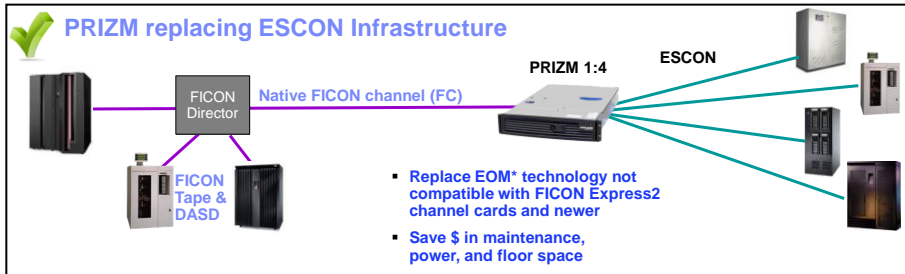 PRIZM replacing ESCON Infrastructure
PRIZM 1:4
ESCON
FICON
Director
Native FICON channel (FC)
FICON
Tape &
DASD
▪ Replace EOM* technology not
compatible with FICON Express2
channel cards and newer
▪ Save $ in maintenance,
power, and floor space